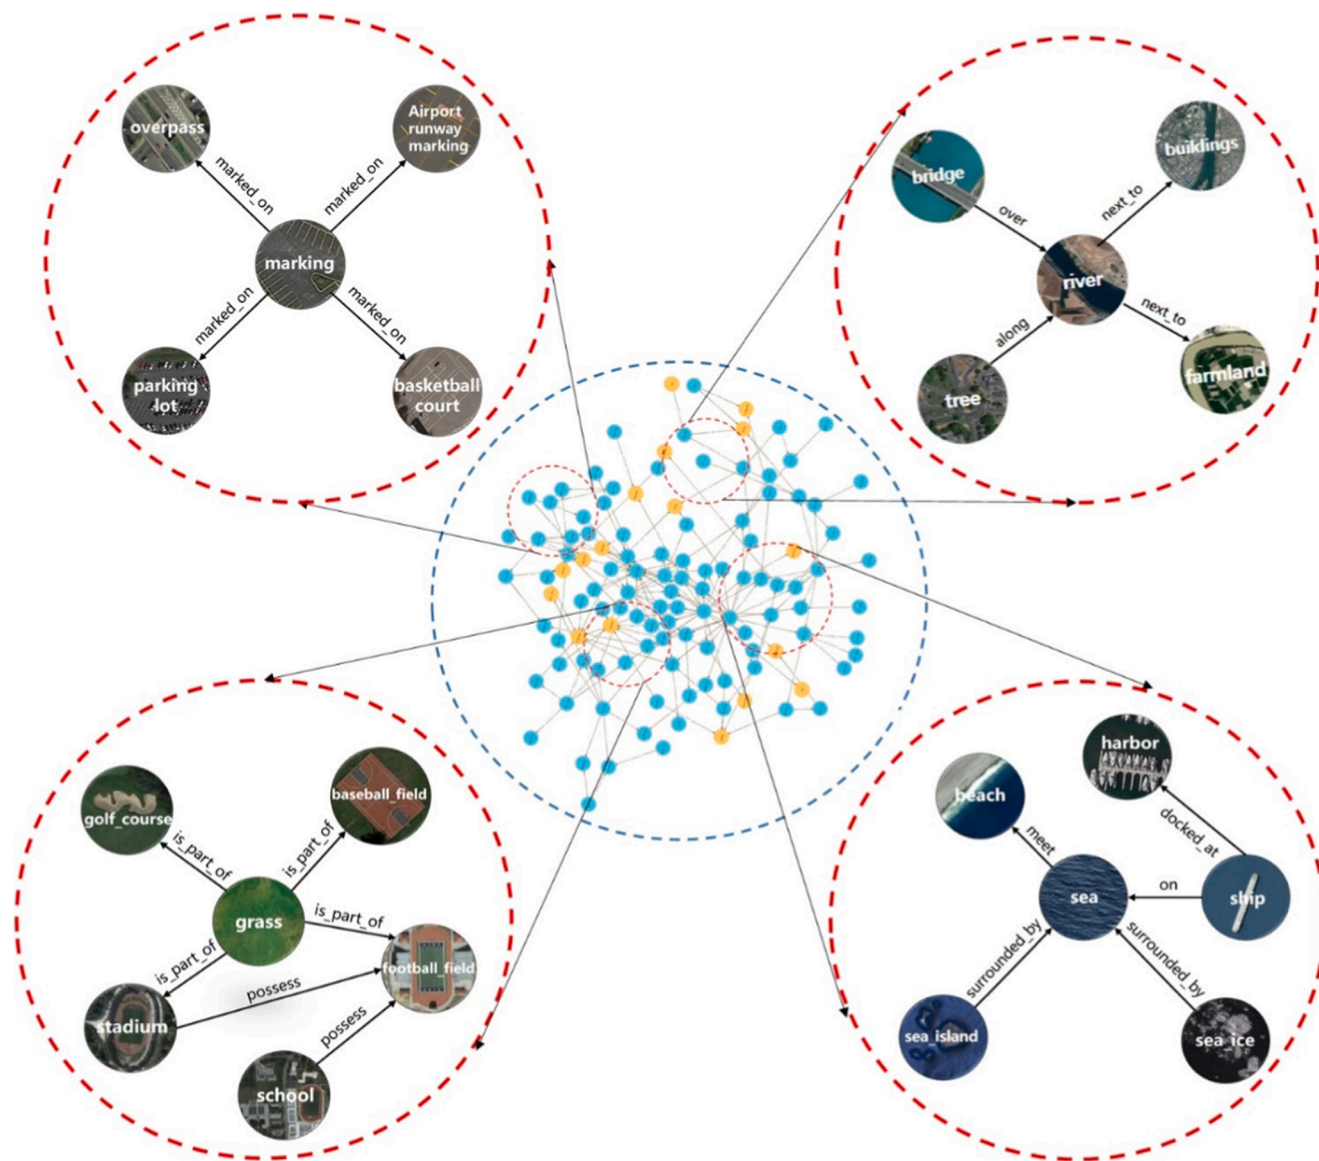 overpass
Airport
runway
marking
marked_on
marked_on
marking
marked_on
marked_on
parking
lot
basketball
court
bridge
buildings
over
next_to
river
along
next_to
tree
farmland
golf_course
baseball_field
is_part_of
is_part_of
grass
is_part_of
is_part_of
football_field
possess
stadium
possess
school
harbor
beach
docked_at
meet
sea
on
ship
surrounded_by
surrounded_by
sea_island
sea_ice